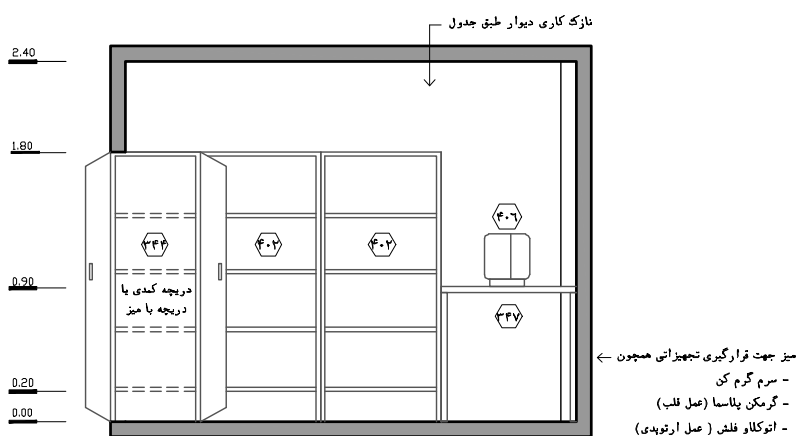 نازک کاری دیوار طبق جدول
2.40
1.80
۴۰۶
۳۴۴
۴۰۲
۴۰۲
0.90
دریچه کمدی یا
دریچه با میز
۳۴۷
میز جهت قرارگیری تجهیزاتی همچون
- سرم گرم کن
- گرمکن پلاسما (عمل قلب)
- اتوکلاو فلش ( عمل ارتوپدی)
0.20
0.00